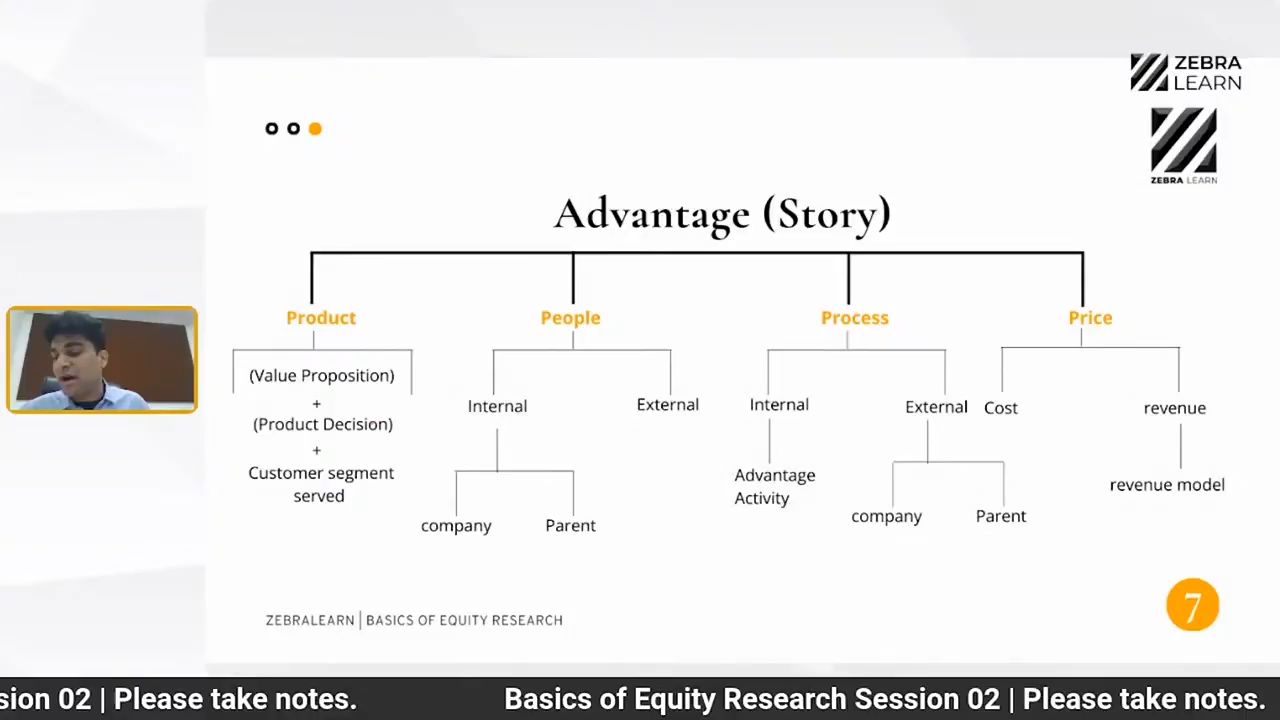 ZEBRA
LEARN
ZEBRA LEARN
Advantage (Story)
Product
People
Process
Price
(Value Proposition)
+
(Product Decision)
+
Customer segment
served
Internal
External
company
Parent
Internal
External
Advantage
Activity
company
Parent
Cost
revenue
revenue model
ZEBRALEARN | BASICS OF EQUITY RESEARCH
7
sion 02 | Please take notes.
Basics of Equity Research Session 02 | Please take notes.